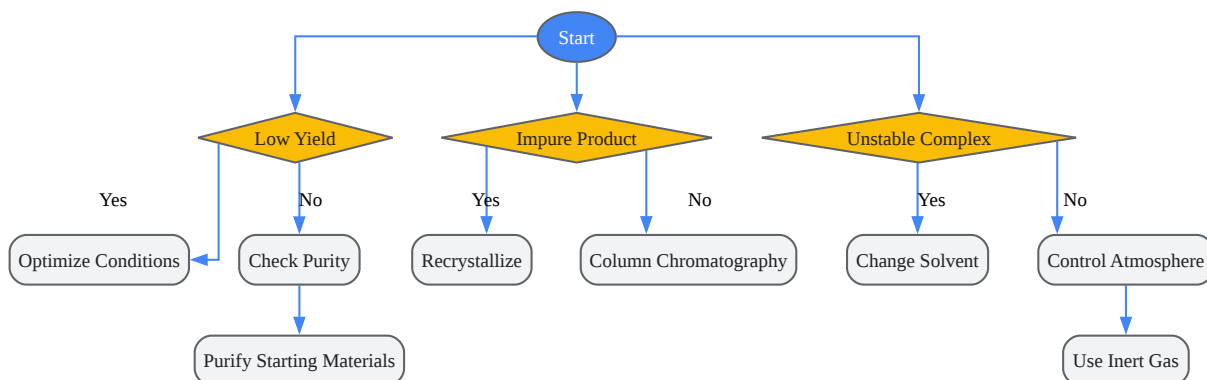 Start
Low Yield
Impure Product
Unstable Complex
Yes
No
Yes
No
Yes
No
Optimize Conditions
Check Purity
Recrystallize
Column Chromatography
Change Solvent
Control Atmosphere
Purify Starting Materials
Use Inert Gas